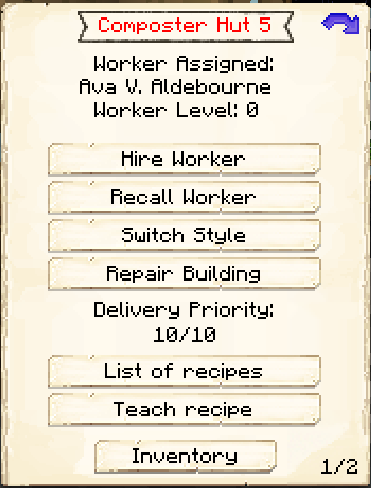 Composter Hut 5
Worker Assigned:
Ava V. Aldebourne
Worker Level: 0
Hire Worker
Recall Worker
Switch Style
Repair Building
Delivery Priority:
10/10
List of recipes
Teach recipe
Inventory
1/2